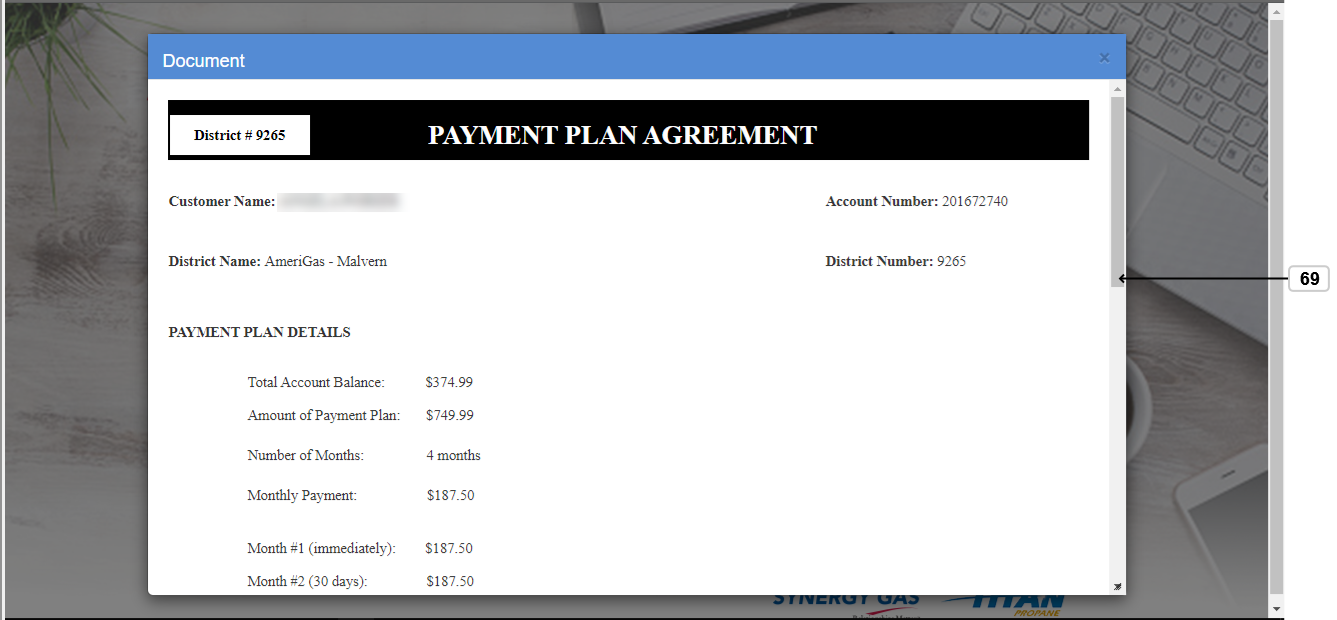 Document ×
District # 9265 PAYMENT PLAN AGREEMENT
Customer Name: Account Number: 201672740
District Name: AmeriGas - Malvern District Number: 9265
69
PAYMENT PLAN DETAILS
Total Account Balance: $374.99
Amount of Payment Plan: $749.99
Number of Months: 4 months
Monthly Payment: $187.50
Month #1 (immediately): $187.50
Month #2 (30 days): $187.50
SYNERGY GAS TITAN
PROPANE